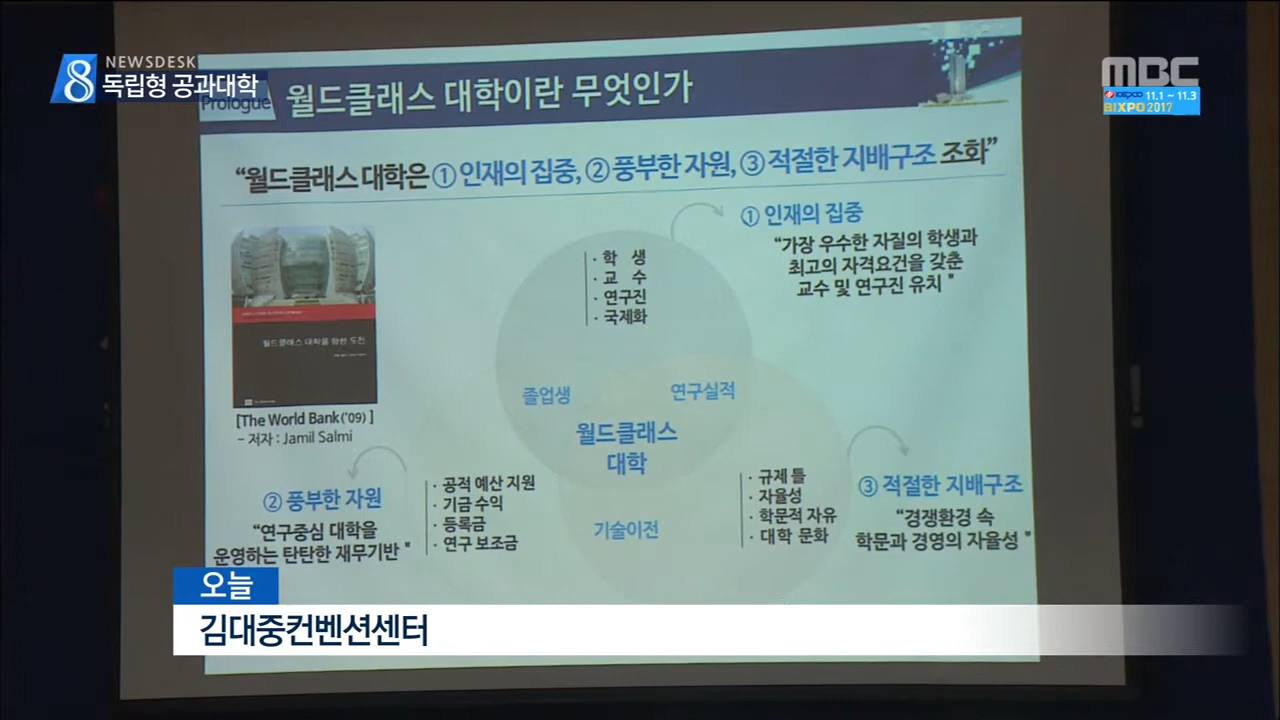 NEWSDESK
8 독립형 공과대학
MBC
KEPCO 11.1 ~ 11.3
BIXPO 2017
Prologue 월드클래스 대학이란 무엇인가
“월드클래스 대학은 ① 인재의 집중, ② 풍부한 자원, ③ 적절한 지배구조 조화”
① 인재의 집중
“가장 우수한 자질의 학생과
최고의 자격요건을 갖춘
교수 및 연구진 유치 "
· 학 생
· 교 수
· 연구진
· 국제화
월드클래스 대학을 향한 도전
[The World Bank('09) ]
- 저자 : Jamil Salmi
졸업생
연구실적
월드클래스
대학
기술이전
② 풍부한 자원
“연구중심 대학을
운영하는 탄탄한 재무기반 "
· 공적 예산 지원
· 기금 수익
· 등록금
· 연구 보조금
· 규제 틀
· 자율성
· 학문적 자유
· 대학 문화
③ 적절한 지배구조
“경쟁환경 속
학문과 경영의 자율성 "
오늘
김대중컨벤션센터